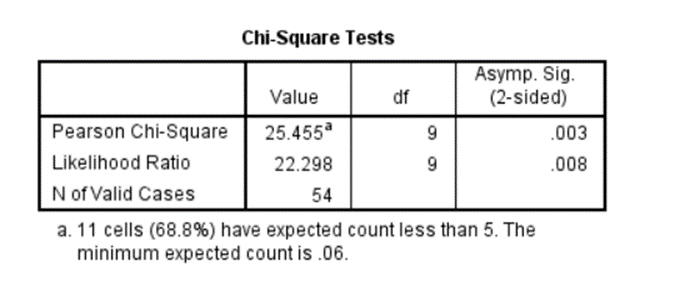 Chi-Square Tests
Value df Asymp. Sig. (2-sided)
Pearson Chi-Square 25.455a 9 .003
Likelihood Ratio 22.298 9 .008
N of Valid Cases 54
a. 11 cells (68.8%) have expected count less than 5. The
minimum expected count is .06.